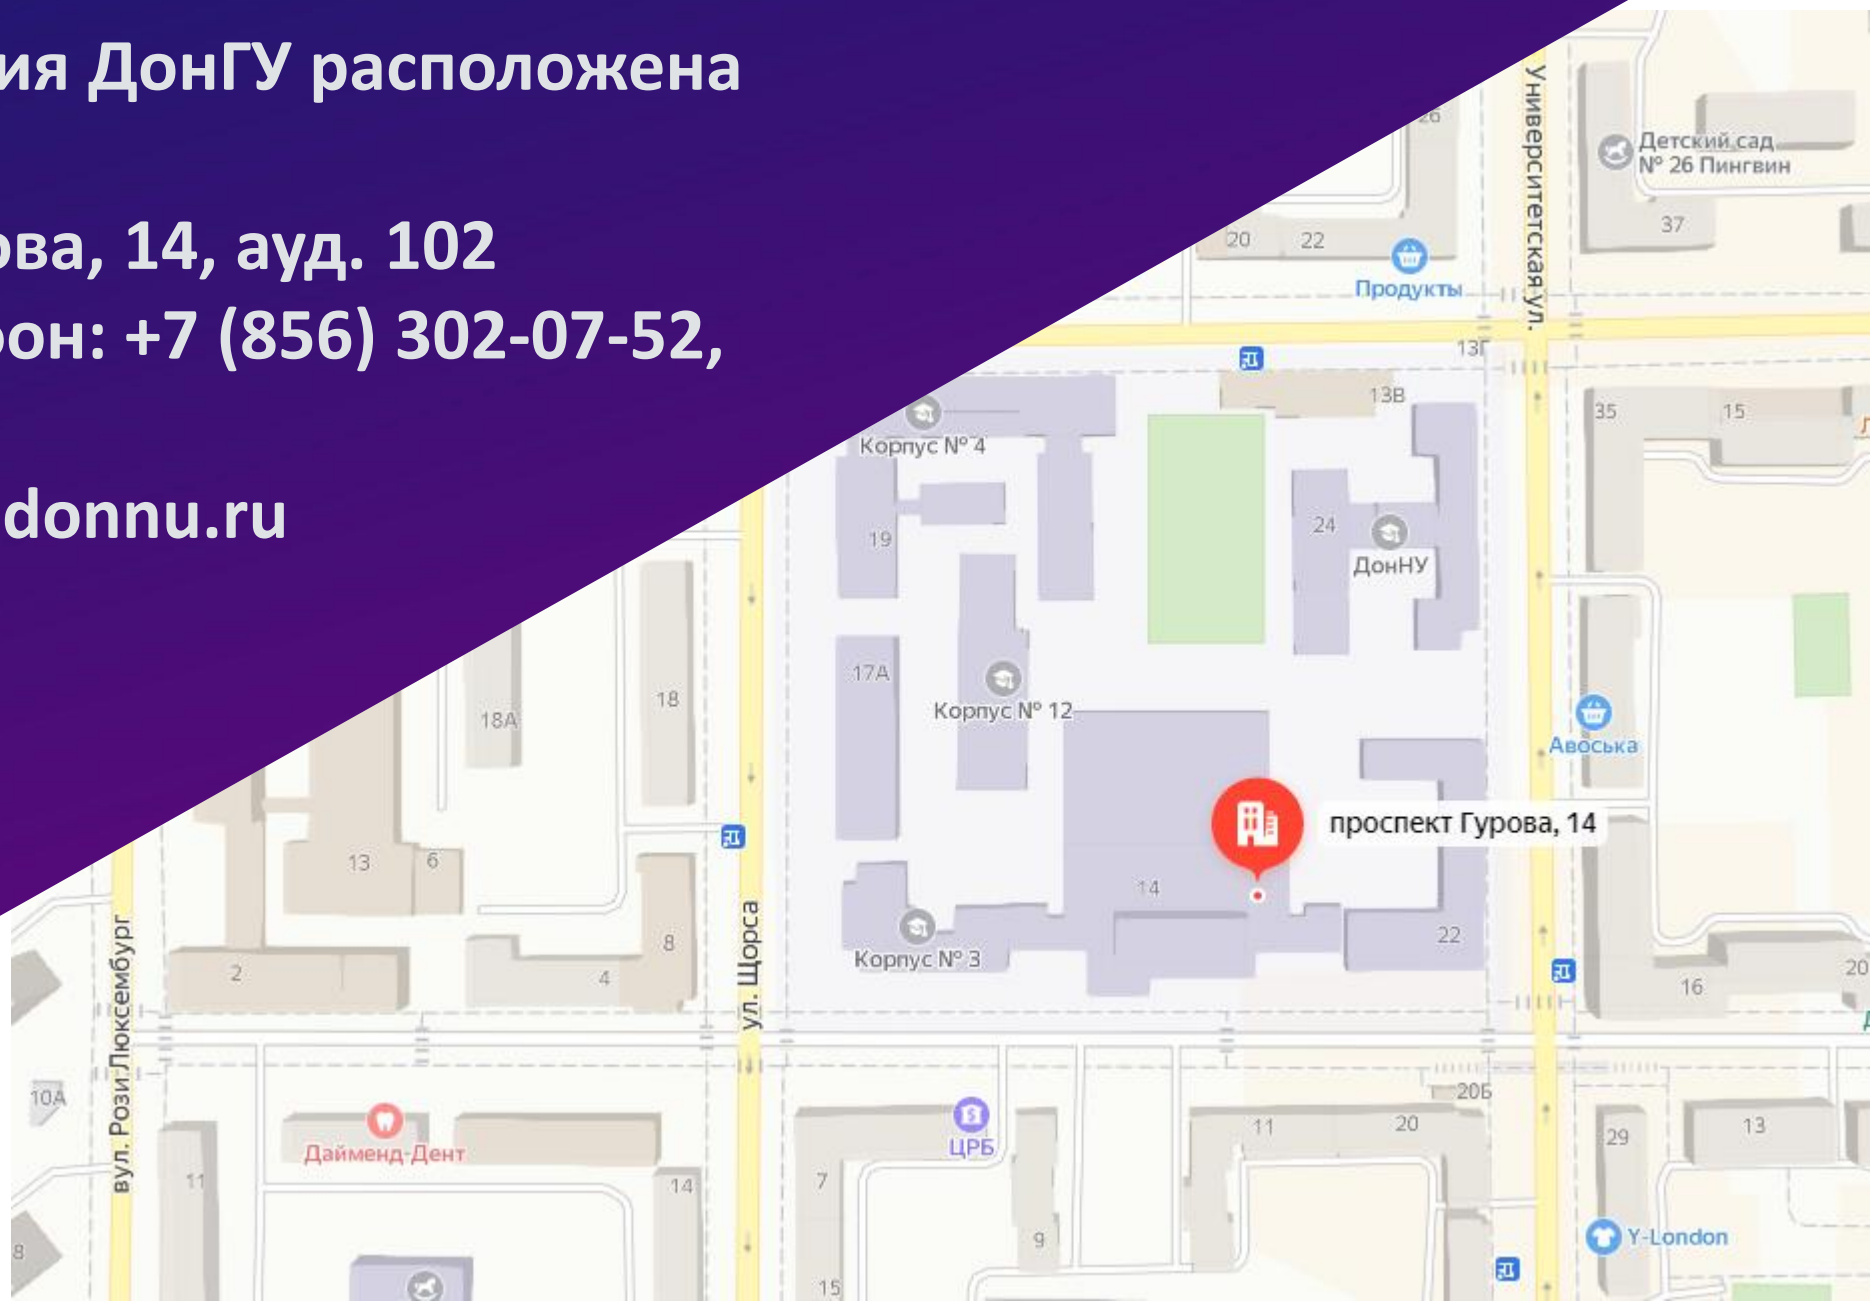 ия ДонГУ расположена
ова, 14, ауд. 102
он: +7 (856) 302-07-52,
donnu.ru
26
Университетская ул.
Детский сад
№ 26 Пингвин
37
20
22
Продукты
13Г
13В
35
15
Корпус № 4
19
24
ДонНУ
17А
18
18А
Корпус № 12
Авоська
проспект Гурова, 14
13
6
14
ул. Щорса
8
Корпус № 3
22
2
4
16
20
вул. Рози Люксембург
10А
20Б
ЦРБ
11
20
29
13
Дайменд-Дент
11
14
7
9
Y-London
8
15